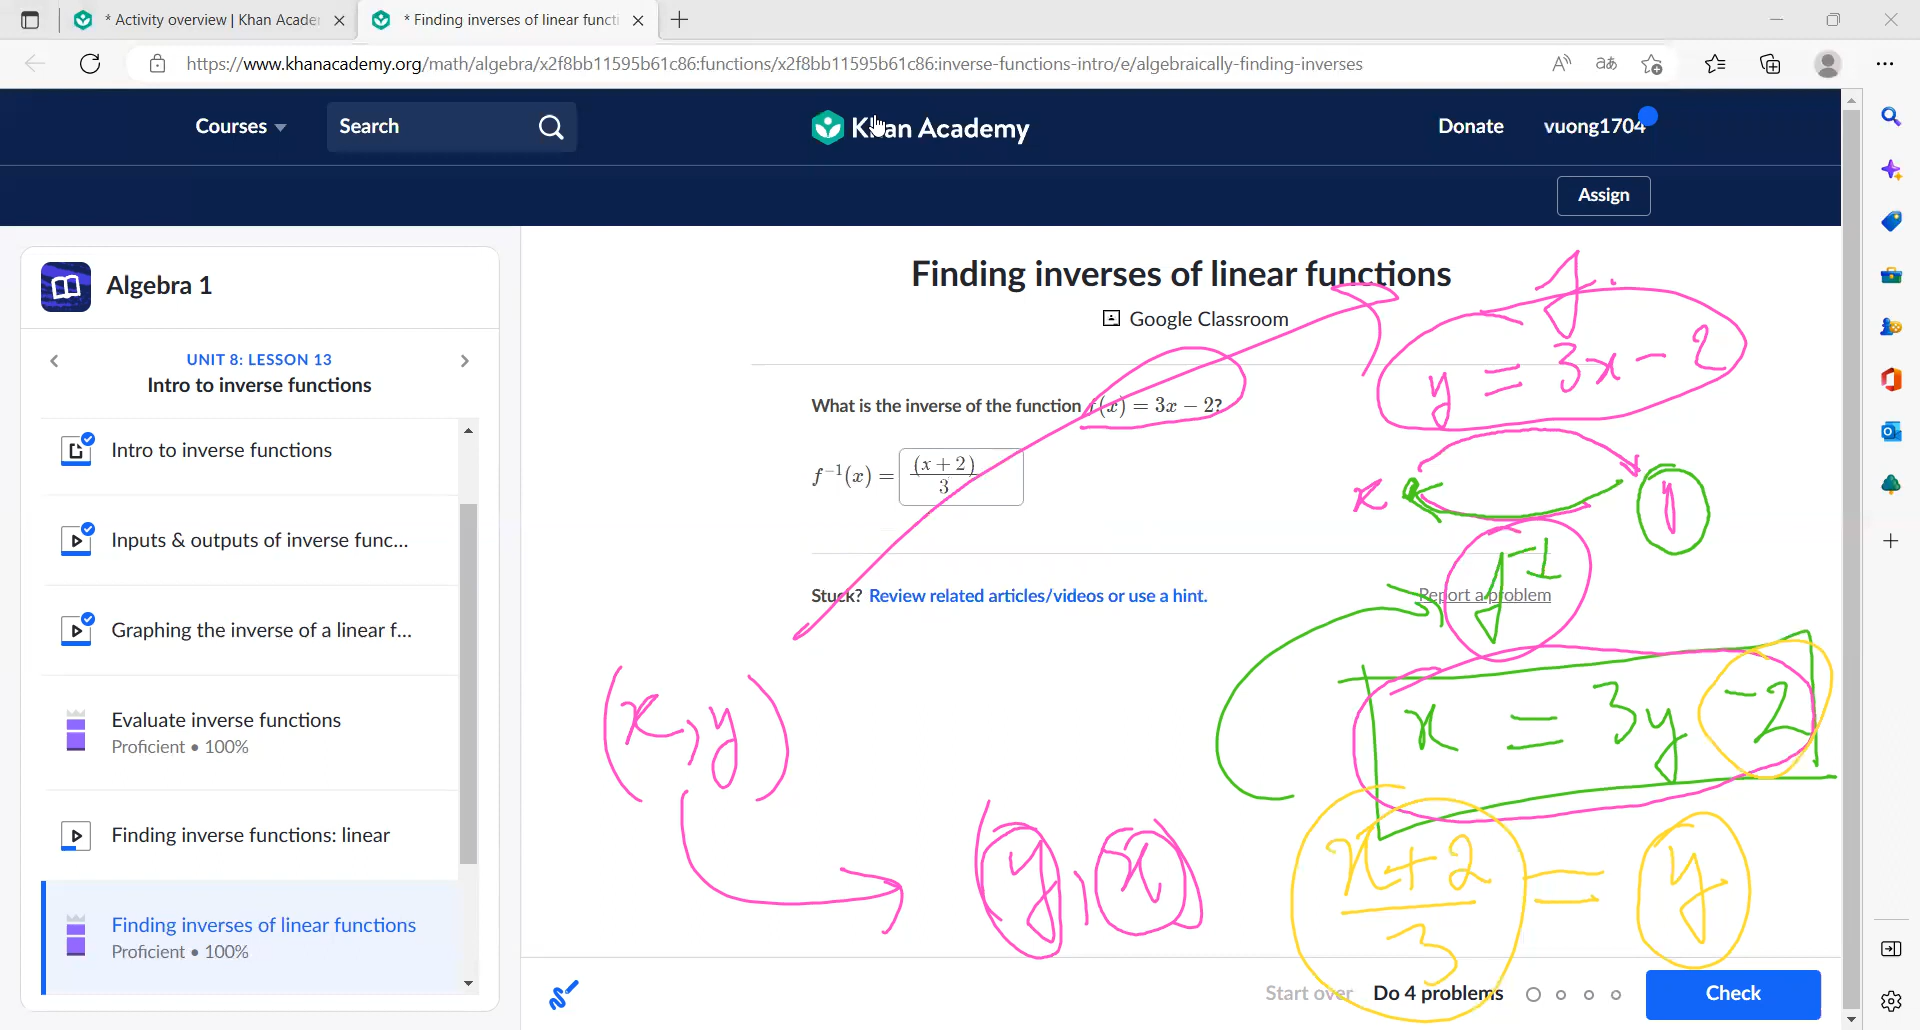 * Activity overview | Khan Acade
* Finding inverses of linear functi
https://www.khanacademy.org/math/algebra/x2f8bb11595b61c86:functions/x2f8bb11595b61c86:inverse-functions-intro/e/algebraically-finding-inverses
Courses
Search
Khan Academy
Donate
vuong1704
Assign
Algebra 1
UNIT 8: LESSON 13
Intro to inverse functions
Intro to inverse functions
Inputs & outputs of inverse func...
Graphing the inverse of a linear f...
Evaluate inverse functions
Proficient • 100%
Finding inverse functions: linear
Finding inverses of linear functions
Proficient • 100%
Finding inverses of linear functions
Google Classroom
What is the inverse of the function f(x) = 3x − 2?
f⁻¹(x) = (x + 2)/3
Stuck? Review related articles/videos or use a hint.
Report a problem
f:
y = 3x − 2
x y
f⁻¹
x = 3y −2
(x, y)
(y, x)
x+2/3 = y
Start over
Do 4 problems
Check